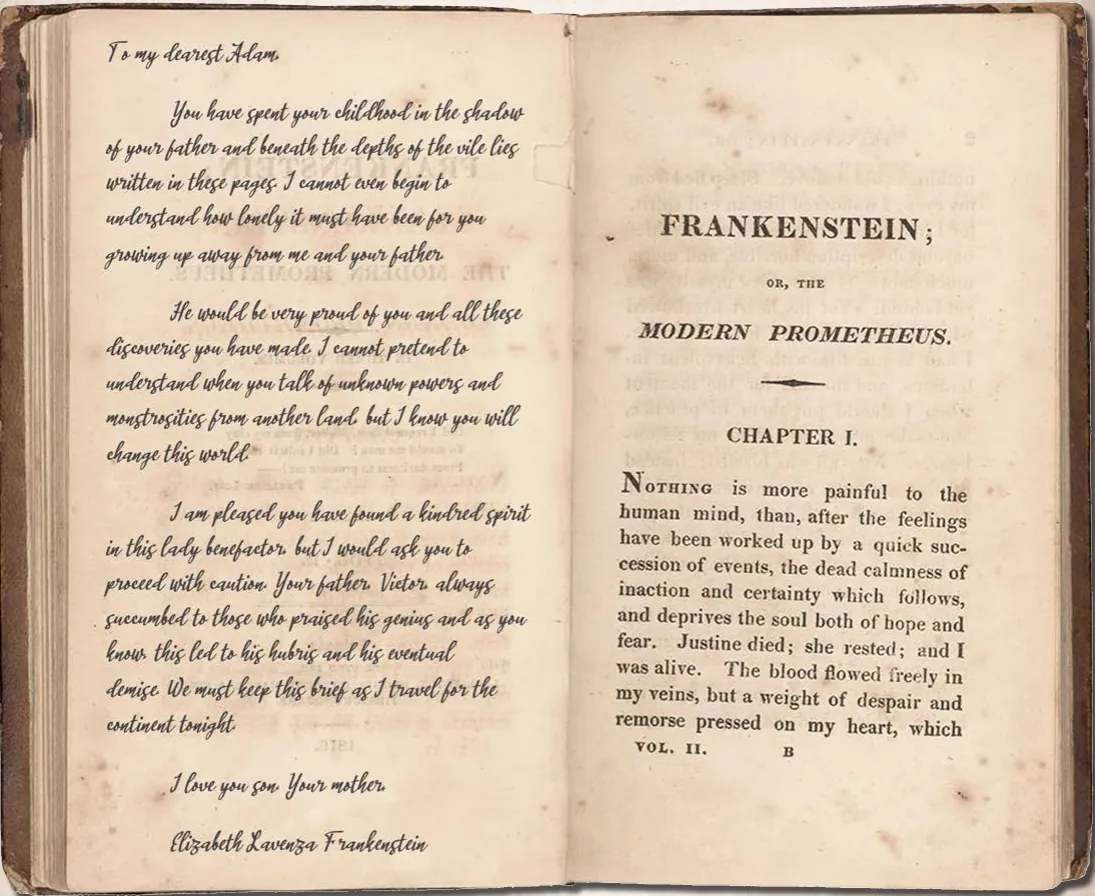 To my dearest Adam,
You have spent your childhood in the shadow
of your father and beneath the depths of the vile lies
written in these pages. I cannot even begin to
understand how lonely it must have been for you
growing up away from me and your father.
He would be very proud of you and all these
discoveries you have made. I cannot pretend to
understand when you talk of unknown powers and
monstrosities from another land, but I know you will
change this world.
I am pleased you have found a kindred spirit
in this lady benefactor, but I would ask you to
proceed with caution. Your father, Victor, always
succumbed to those who praised his genius and as you
know, this led to his hubris and his eventual
demise. We must keep this brief as I travel for the
continent tonight.
I love you son. Your mother,
Elizabeth Lavenza Frankenstein
FRANKENSTEIN;
OR, THE
MODERN PROMETHEUS.
CHAPTER I.
NOTHING is more painful to the
human mind, than, after the feelings
have been worked up by a quick suc-
cession of events, the dead calmness of
inaction and certainty which follows,
and deprives the soul both of hope and
fear. Justine died; she rested; and I
was alive. The blood flowed freely in
my veins, but a weight of despair and
remorse pressed on my heart, which
VOL. II. B